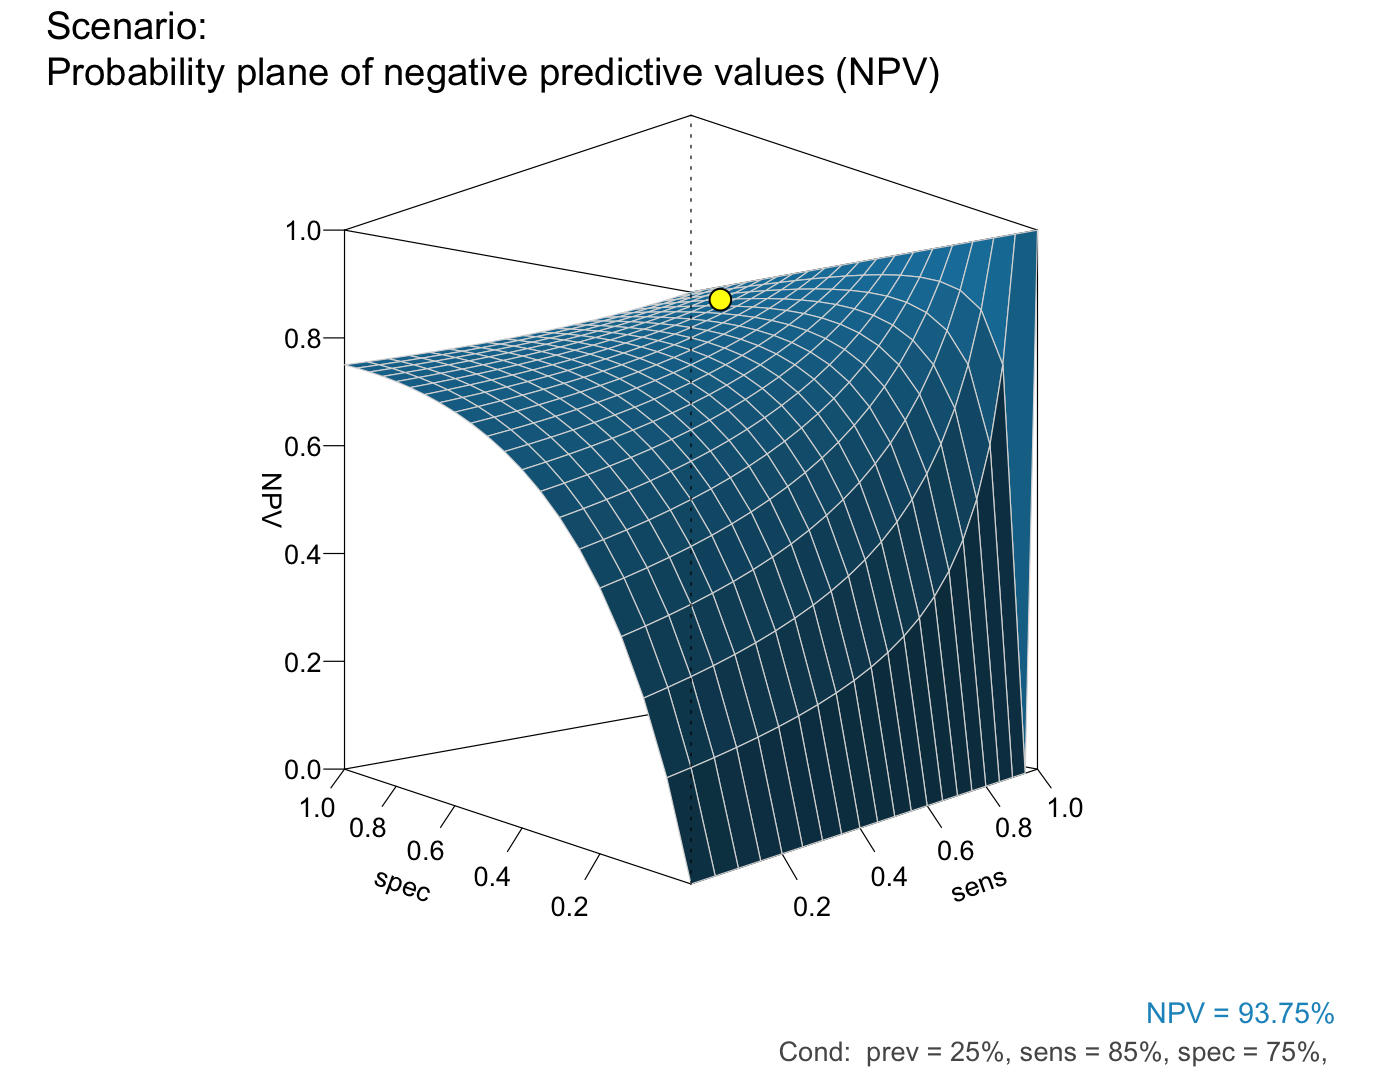 Scenario:
Probability plane of negative predictive values (NPV)
1.0
0.8
0.6
0.4
0.2
0.0
NPV
1.0
0.8
0.6
0.4
0.2
spec
0.2
0.4
0.6
0.8
1.0
sens
NPV = 93.75%
Cond:  prev = 25%, sens = 85%, spec = 75%,